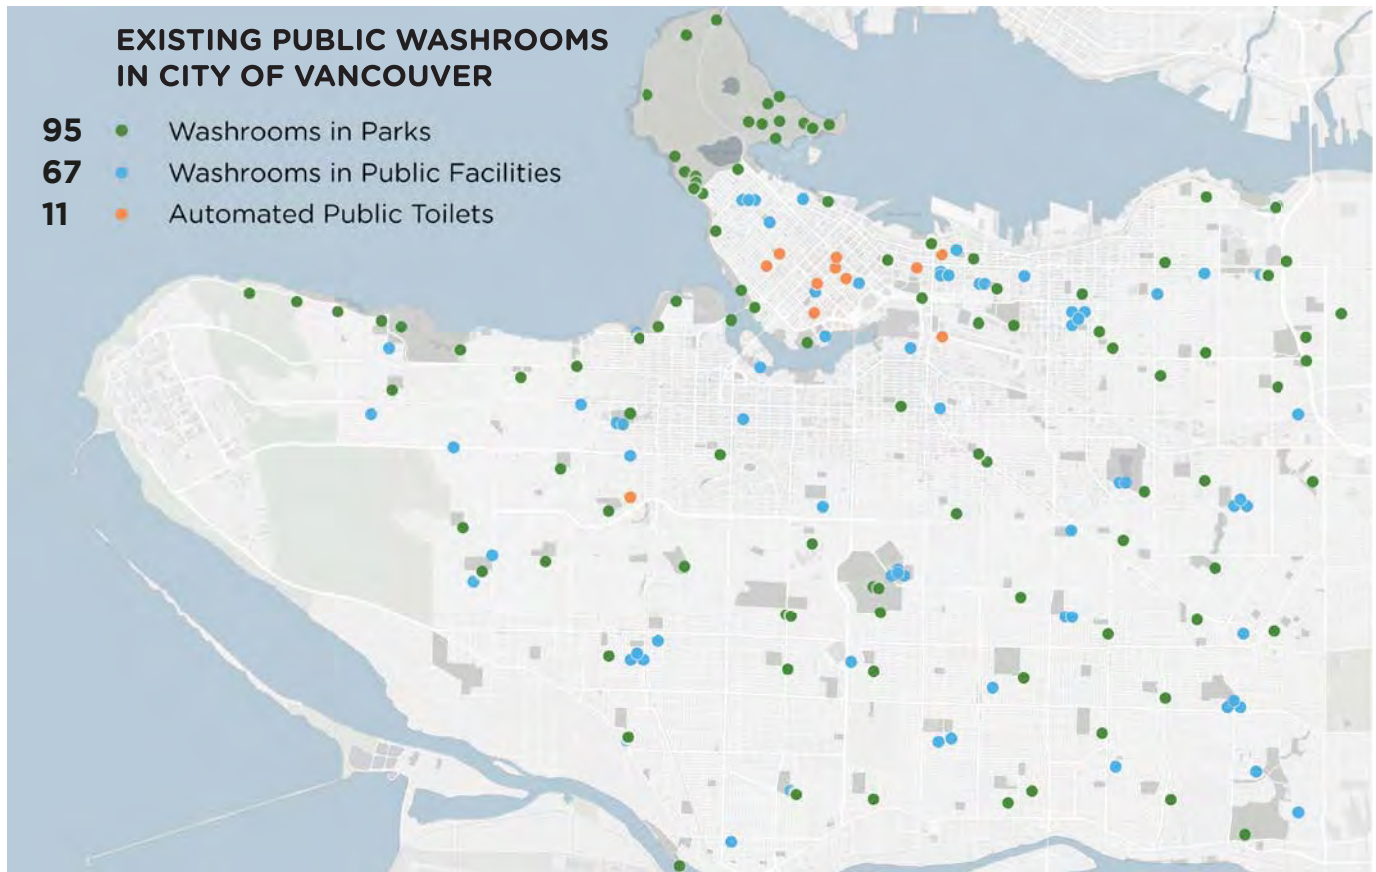 EXISTING PUBLIC WASHROOMS
IN CITY OF VANCOUVER
95 Washrooms in Parks
67 Washrooms in Public Facilities
11 Automated Public Toilets